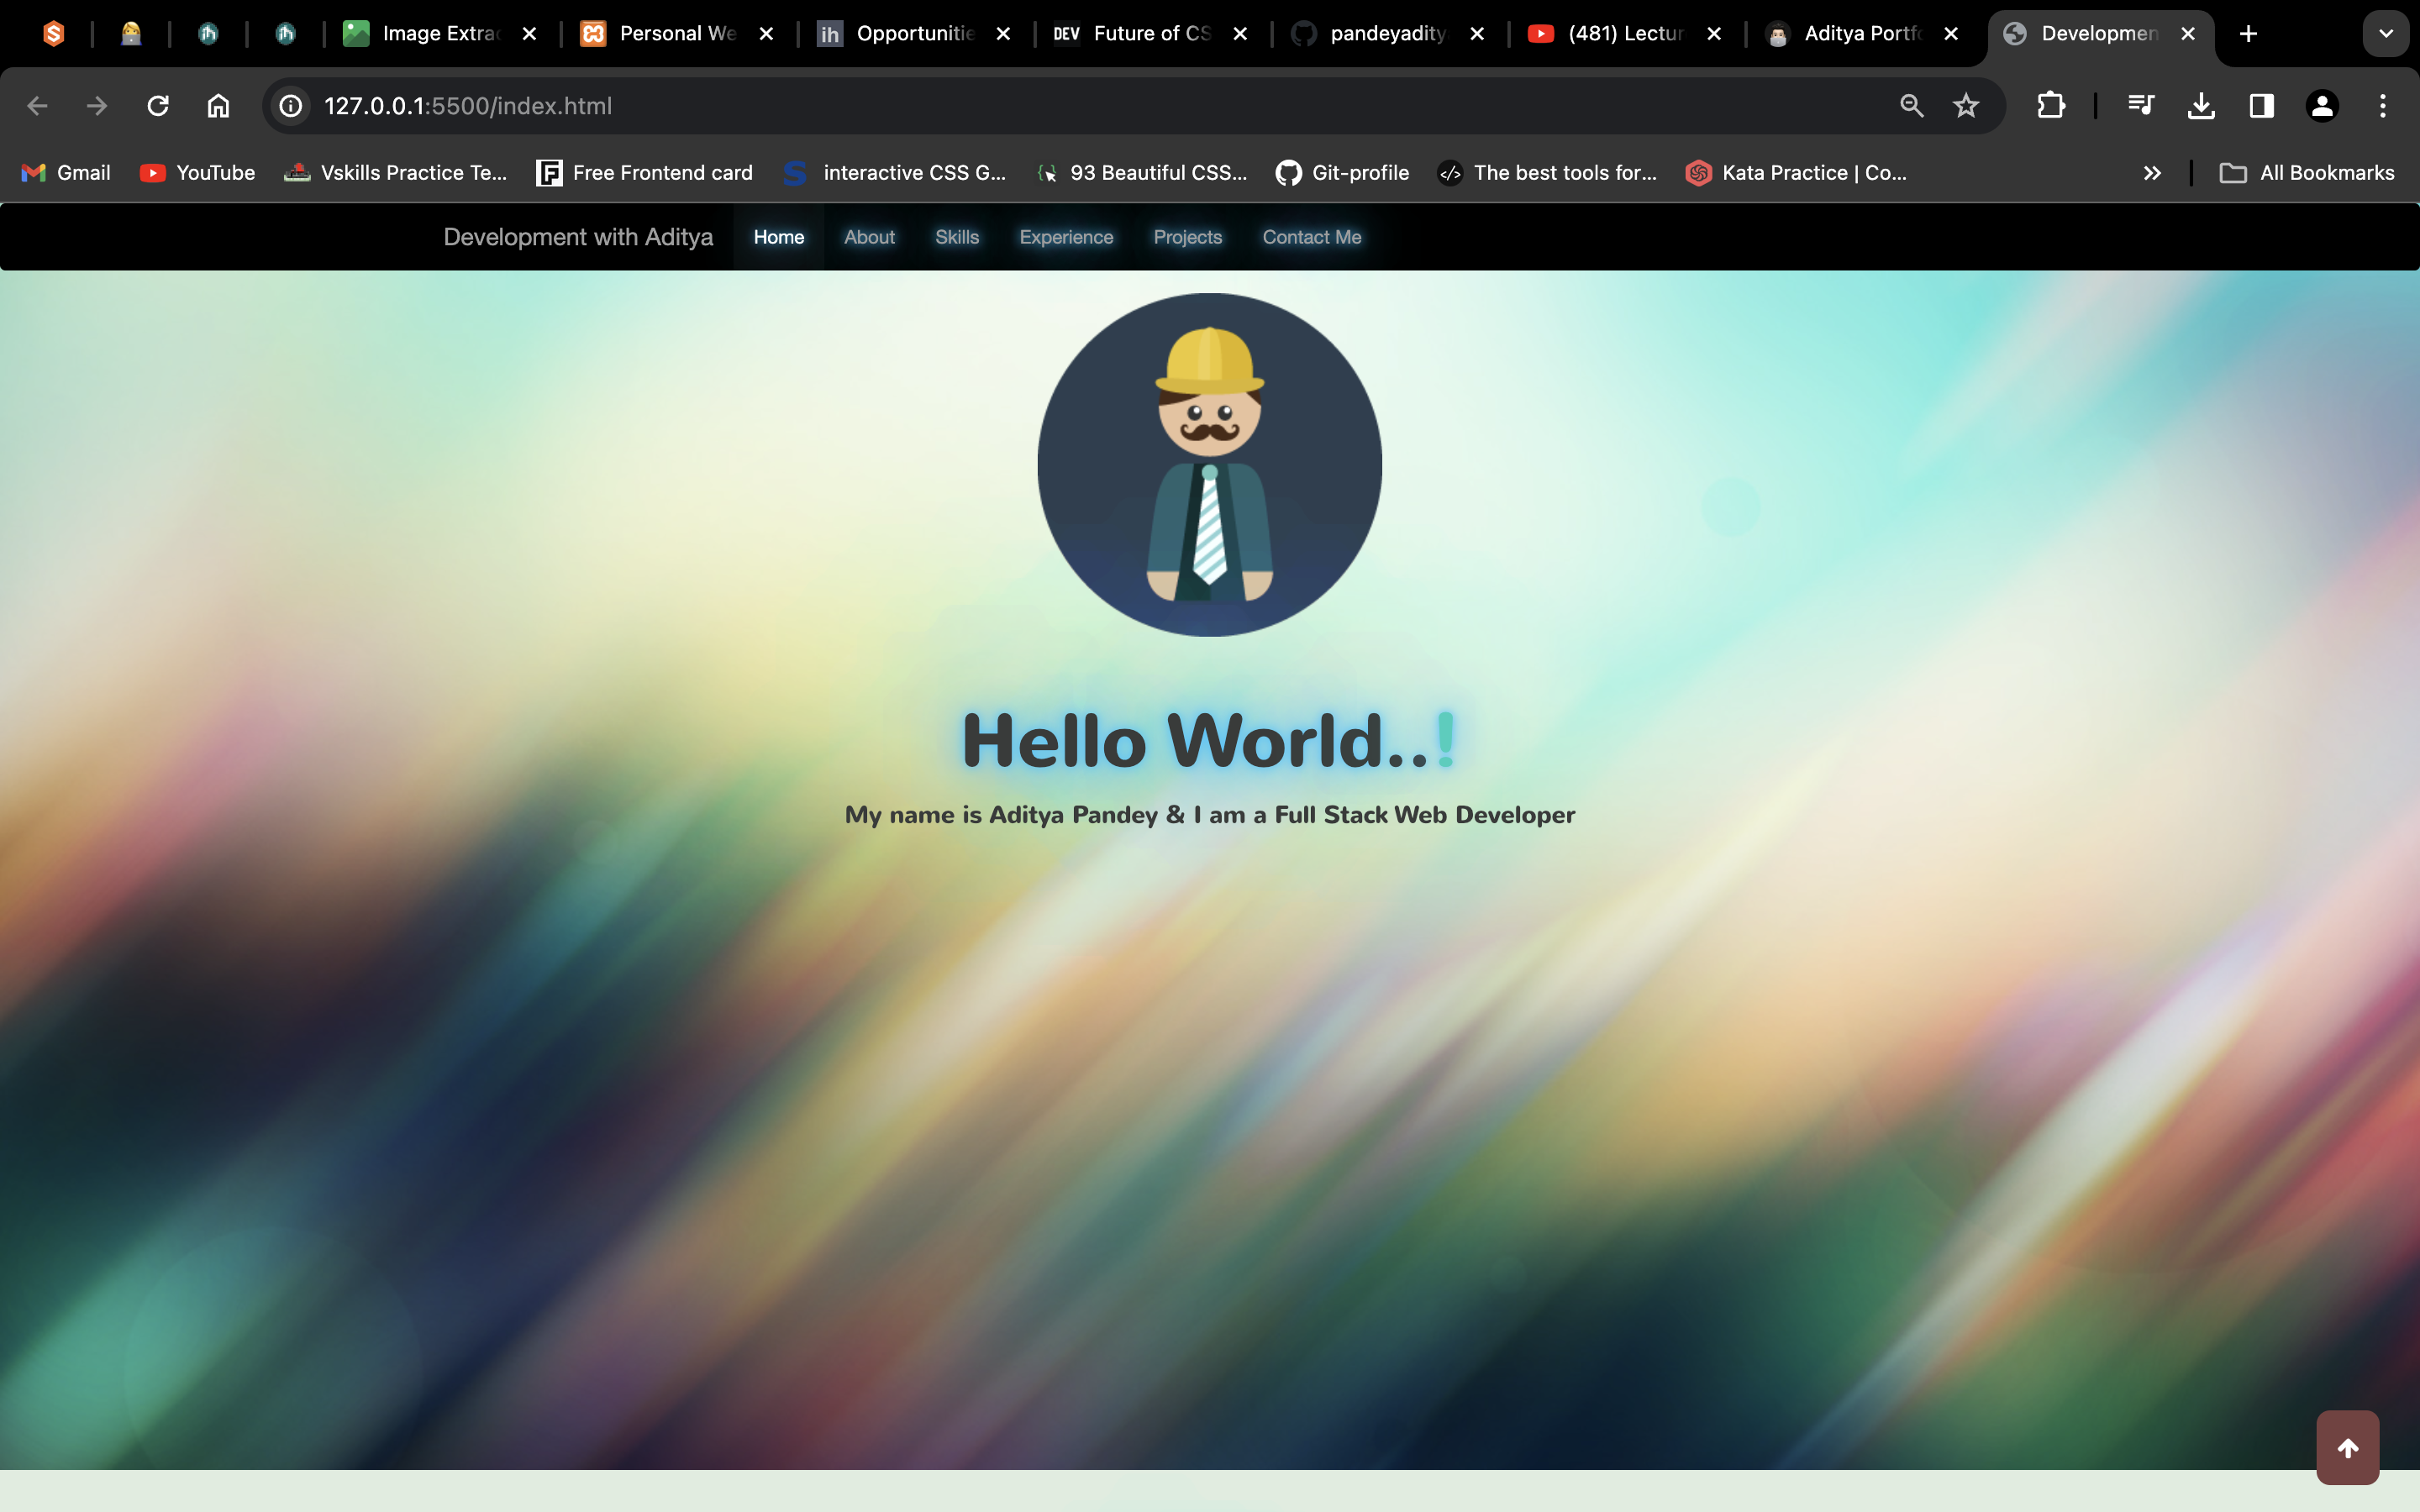 Image Extrac
Personal We
ih Opportunitie
DEV Future of CS
pandeyadity
(481) Lectur
Aditya Portfo
Developmen
127.0.0.1:5500/index.html
Gmail
YouTube
Vskills Practice Te...
Free Frontend card
interactive CSS G...
93 Beautiful CSS...
Git-profile
The best tools for...
Kata Practice | Co...
All Bookmarks
Development with Aditya
Home
About
Skills
Experience
Projects
Contact Me
Hello World..!
My name is Aditya Pandey & I am a Full Stack Web Developer